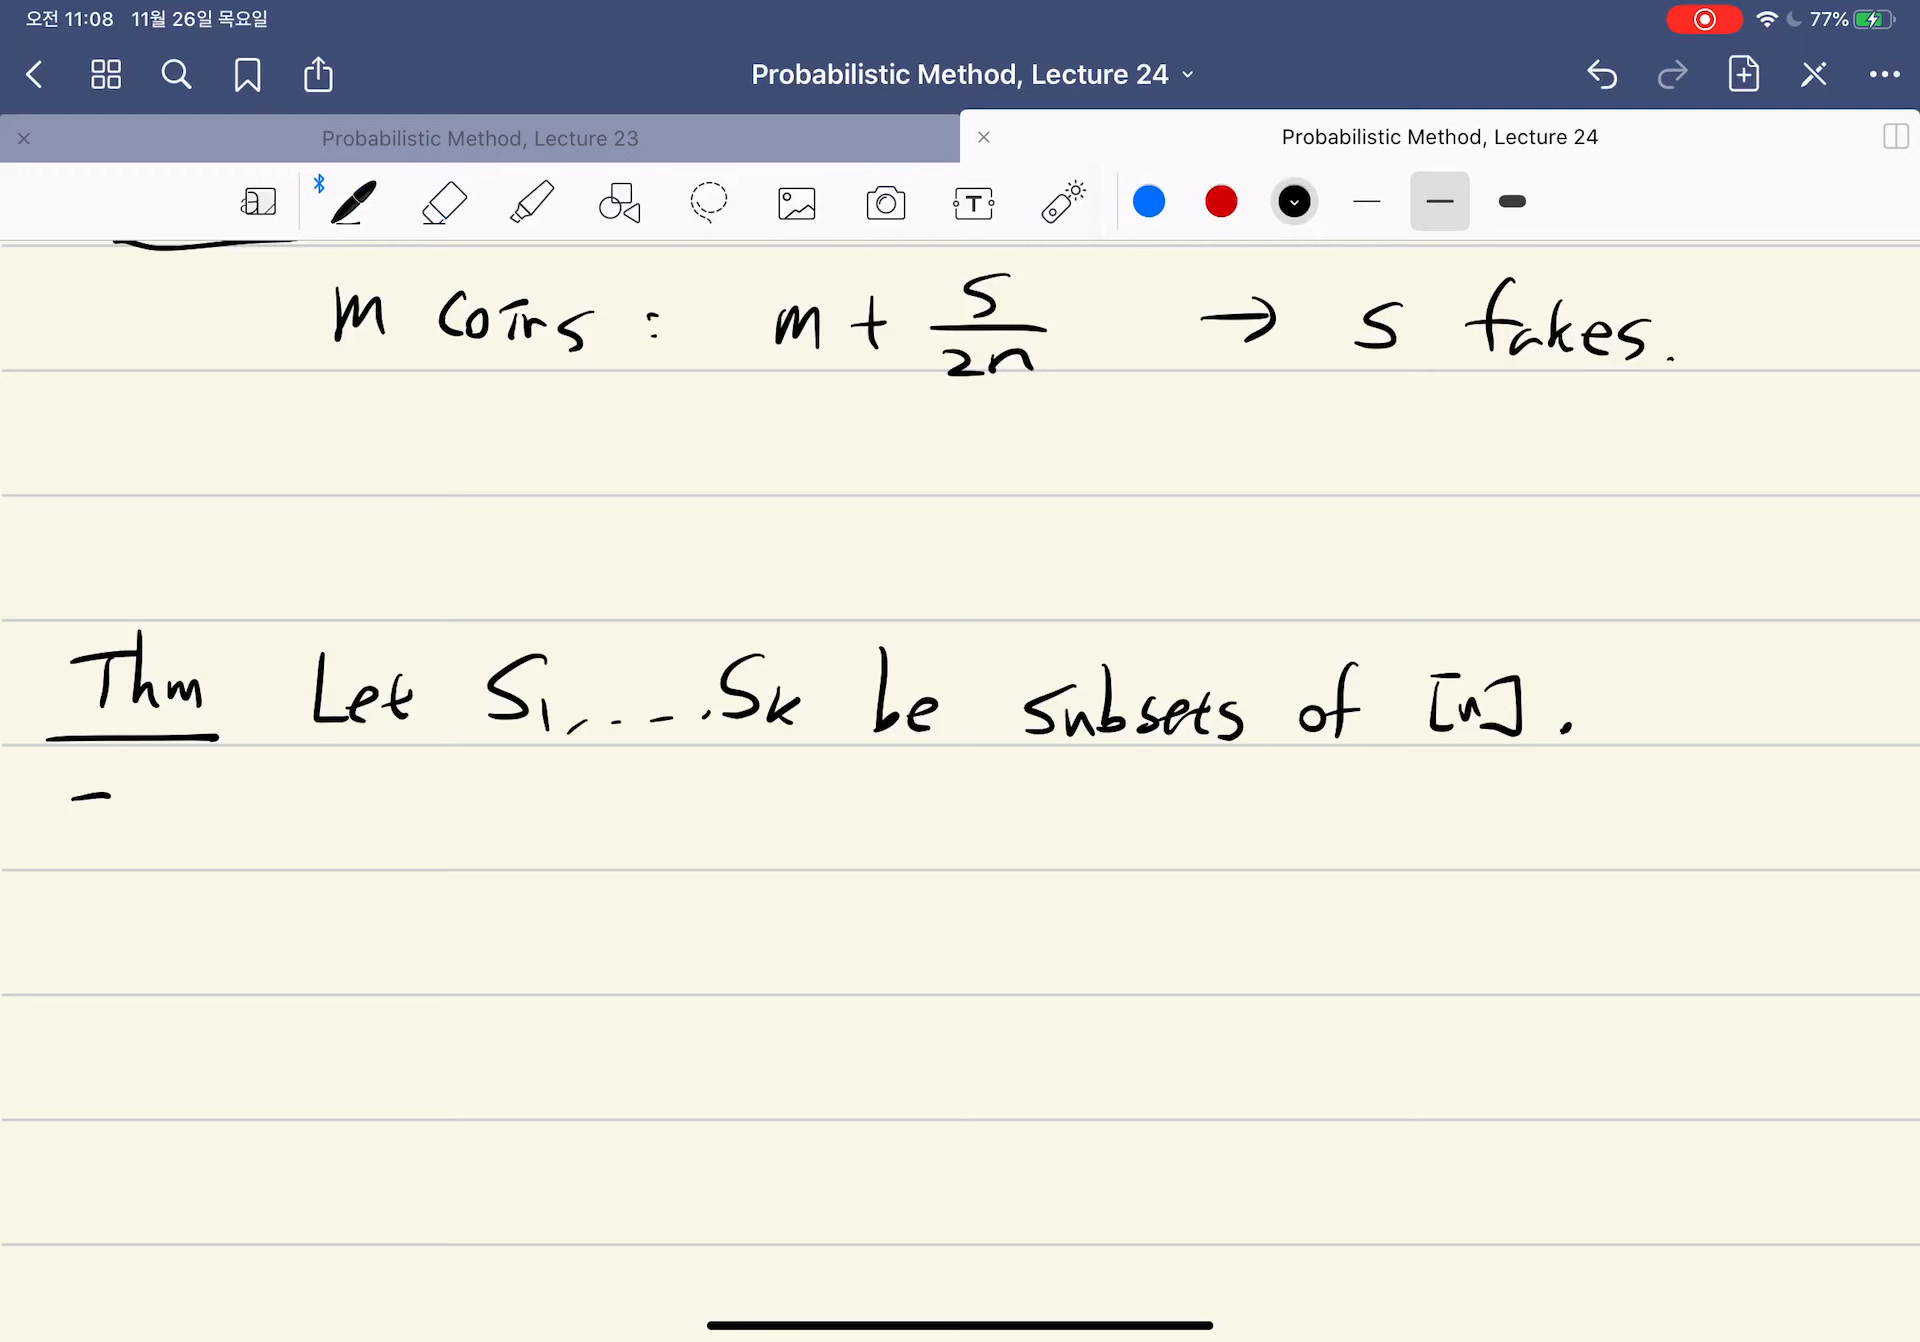 오전 11:08 11월 26일 목요일 77%
Probabilistic Method, Lecture 24
Probabilistic Method, Lecture 23 Probabilistic Method, Lecture 24
m coins : m + s/2n → s fakes.
Thm Let S₁, ..., Sₖ be subsets of [n].